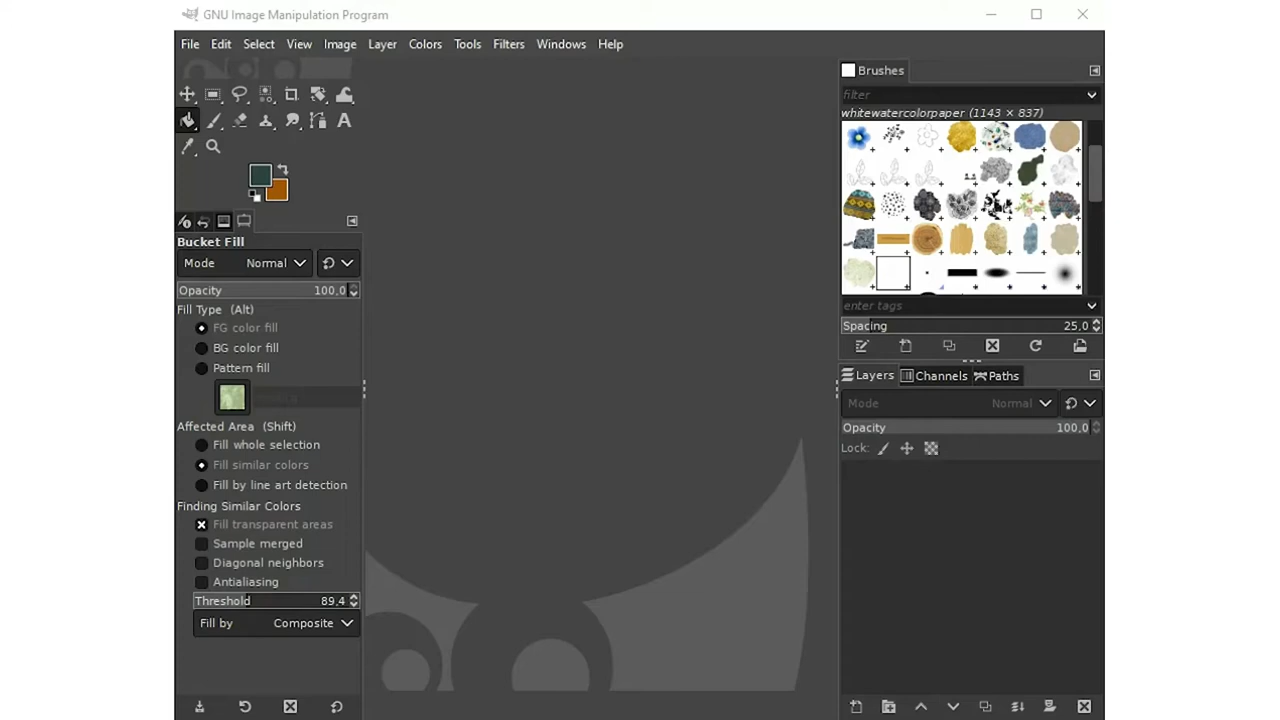 GNU Image Manipulation Program
File Edit Select View Image Layer Colors Tools Filters Windows Help
Bucket Fill
Mode Normal
Opacity 100,0
Fill Type (Alt)
FG color fill
BG color fill
Pattern fill
Affected Area (Shift)
Fill whole selection
Fill similar colors
Fill by line art detection
Finding Similar Colors
Fill transparent areas
Sample merged
Diagonal neighbors
Antialiasing
Threshold 89,4
Fill by Composite
Brushes
filter
whitewatercolorpaper (1143 × 837)
enter tags
Spacing 25,0
Layers Channels Paths
Mode Normal
Opacity 100,0
Lock: